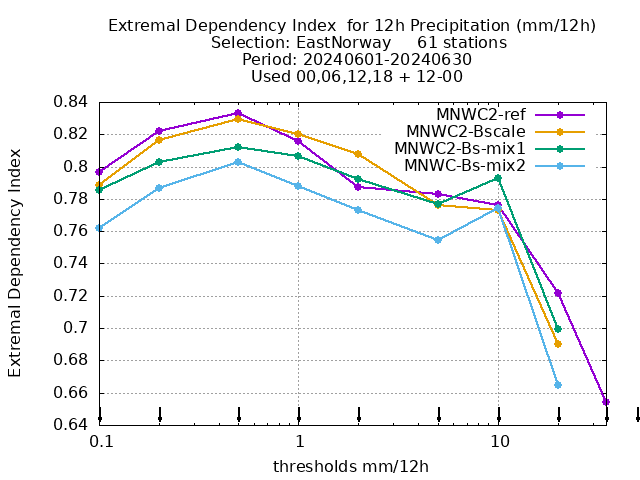 Extremal Dependency Index  for 12h Precipitation (mm/12h)
Selection: EastNorway     61 stations
Period: 20240601-20240630
Used 00,06,12,18 + 12-00
MNWC2-ref
MNWC2-Bscale
MNWC2-Bs-mix1
MNWC-Bs-mix2
Extremal Dependency Index
0.84
0.82
0.8
0.78
0.76
0.74
0.72
0.7
0.68
0.66
0.64
0.1
1
10
thresholds mm/12h